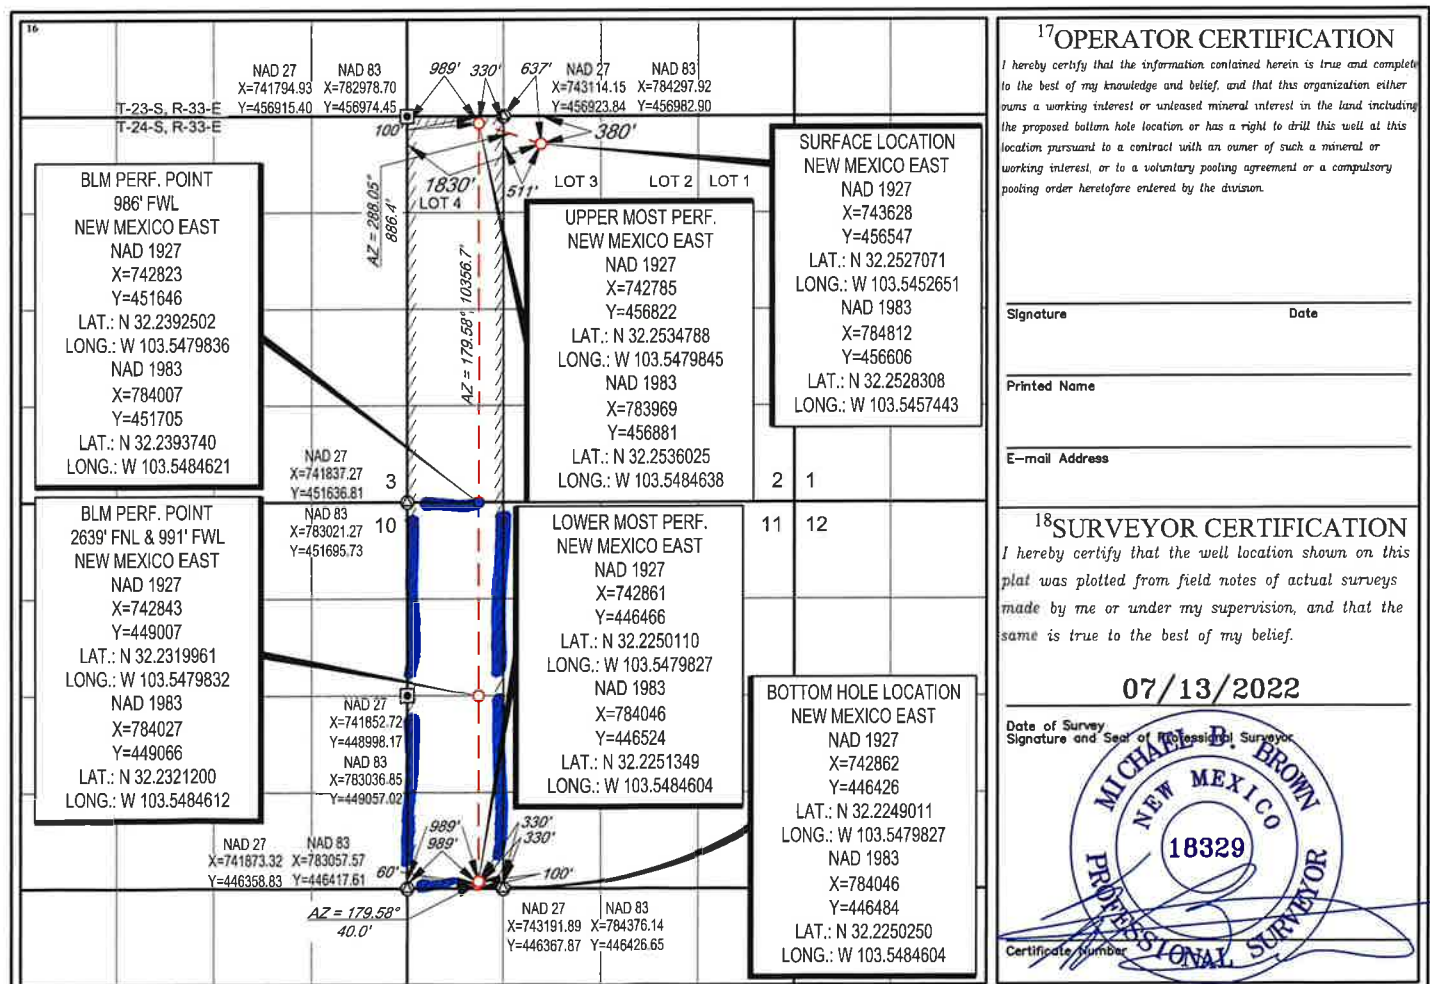 16
T-23-S, R-33-E
T-24-S, R-33-E
NAD 27
X=741794.93
Y=456915.40
NAD 83
X=782978.70
Y=456974.45
989'
330'
637'
NAD 27
X=743114.15
Y=456923.84
NAD 83
X=784297.92
Y=456982.90
100'
380'
1830'
511'
LOT 4
LOT 3
LOT 2
LOT 1
AZ = 288.05°
886.4'
AZ = 179.58° 10356.7'
BLM PERF. POINT
986' FWL
NEW MEXICO EAST
NAD 1927
X=742823
Y=451646
LAT.: N 32.2392502
LONG.: W 103.5479836
NAD 1983
X=784007
Y=451705
LAT.: N 32.2393740
LONG.: W 103.5484621
UPPER MOST PERF.
NEW MEXICO EAST
NAD 1927
X=742785
Y=456822
LAT.: N 32.2534788
LONG.: W 103.5479845
NAD 1983
X=783969
Y=456881
LAT.: N 32.2536025
LONG.: W 103.5484638
SURFACE LOCATION
NEW MEXICO EAST
NAD 1927
X=743628
Y=456547
LAT.: N 32.2527071
LONG.: W 103.5452651
NAD 1983
X=784812
Y=456606
LAT.: N 32.2528308
LONG.: W 103.5457443
NAD 27
X=741837.27
Y=451636.81
NAD 83
X=783021.27
Y=451695.73
3
10
2
1
11
12
BLM PERF. POINT
2639' FNL & 991' FWL
NEW MEXICO EAST
NAD 1927
X=742843
Y=449007
LAT.: N 32.2319961
LONG.: W 103.5479832
NAD 1983
X=784027
Y=449066
LAT.: N 32.2321200
LONG.: W 103.5484612
LOWER MOST PERF.
NEW MEXICO EAST
NAD 1927
X=742861
Y=446466
LAT.: N 32.2250110
LONG.: W 103.5479827
NAD 1983
X=784046
Y=446524
LAT.: N 32.2251349
LONG.: W 103.5484604
BOTTOM HOLE LOCATION
NEW MEXICO EAST
NAD 1927
X=742862
Y=446426
LAT.: N 32.2249011
LONG.: W 103.5479827
NAD 1983
X=784046
Y=446484
LAT.: N 32.2250250
LONG.: W 103.5484604
NAD 27
X=741852.72
Y=448998.17
NAD 83
X=783036.85
Y=449057.02
NAD 27
X=741873.32
Y=446358.83
NAD 83
X=783057.57
Y=446417.61
989'
989'
330'
330'
60'
100'
AZ = 179.58°
40.0'
NAD 27
X=743191.89
Y=446367.87
NAD 83
X=784376.14
Y=446426.65
17OPERATOR CERTIFICATION
I hereby certify that the information contained herein is true and complete
to the best of my knowledge and belief, and that this organization either
owns a working interest or unleased mineral interest in the land including
the proposed bottom hole location or has a right to drill this well at this
location pursuant to a contract with an owner of such a mineral or
working interest, or to a voluntary pooling agreement or a compulsory
pooling order heretofore entered by the division.
Signature Date
Printed Name
E-mail Address
18SURVEYOR CERTIFICATION
I hereby certify that the well location shown on this
plat was plotted from field notes of actual surveys
made by me or under my supervision, and that the
same is true to the best of my belief.
07/13/2022
Date of Survey
Signature and Seal of Professional Surveyor
MICHAEL B. BROWN
NEW MEXICO
18329
PROFESSIONAL SURVEYOR
Certificate Number